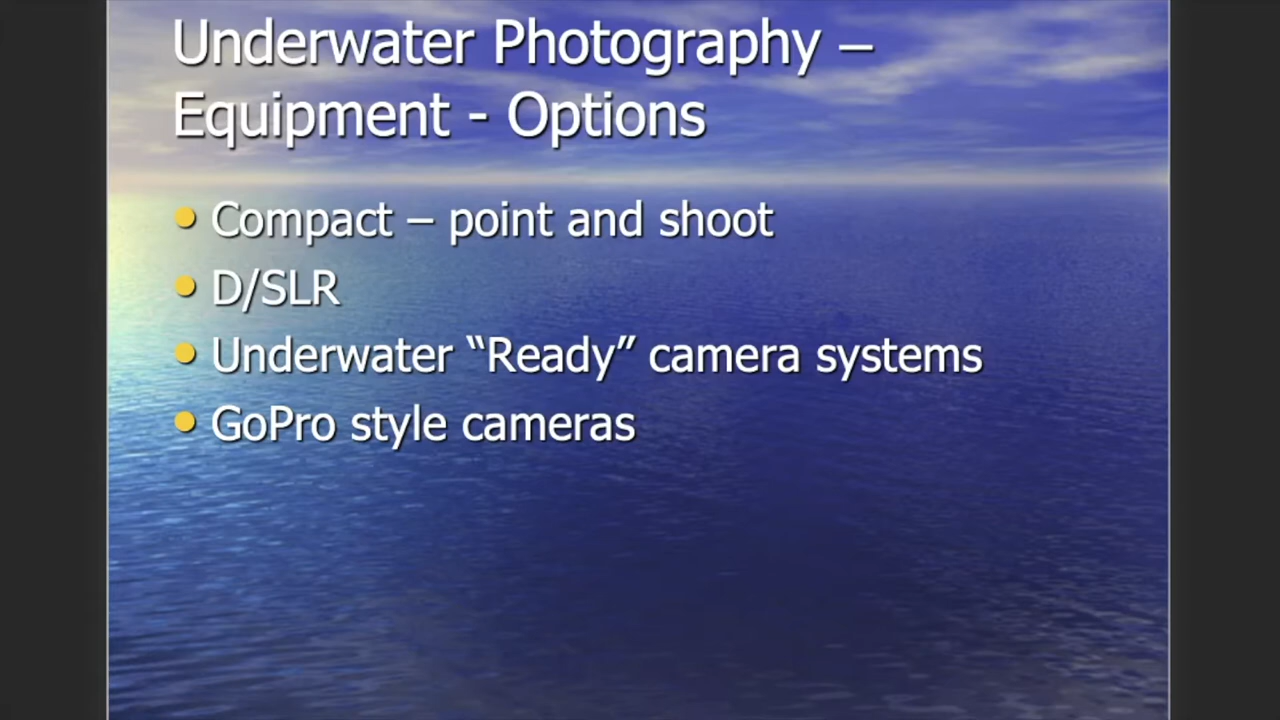 Underwater Photography –
Equipment - Options
Compact – point and shoot
D/SLR
Underwater “Ready” camera systems
GoPro style cameras